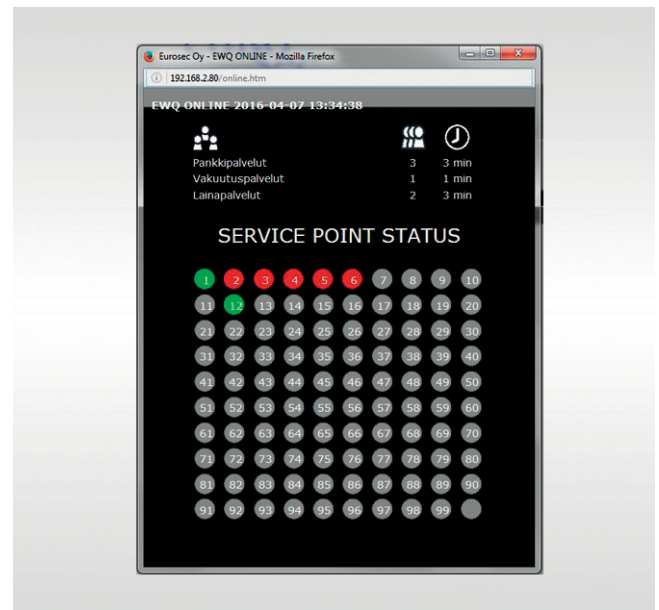 Eurosec Oy - EWQ ONLINE - Mozilla Firefox
192.168.2.80/online.htm
EWQ ONLINE 2016-04-07 13:34:38
Pankkipalvelut 3 3 min
Vakuutuspalvelut 1 1 min
Lainapalvelut 2 3 min
SERVICE POINT STATUS
1 2 3 4 5 6 7 8 9 10
11 12 13 14 15 16 17 18 19 20
21 22 23 24 25 26 27 28 29 30
31 32 33 34 35 36 37 38 39 40
41 42 43 44 45 46 47 48 49 50
51 52 53 54 55 56 57 58 59 60
61 62 63 64 65 66 67 68 69 70
71 72 73 74 75 76 77 78 79 80
81 82 83 84 85 86 87 88 89 90
91 92 93 94 95 96 97 98 99